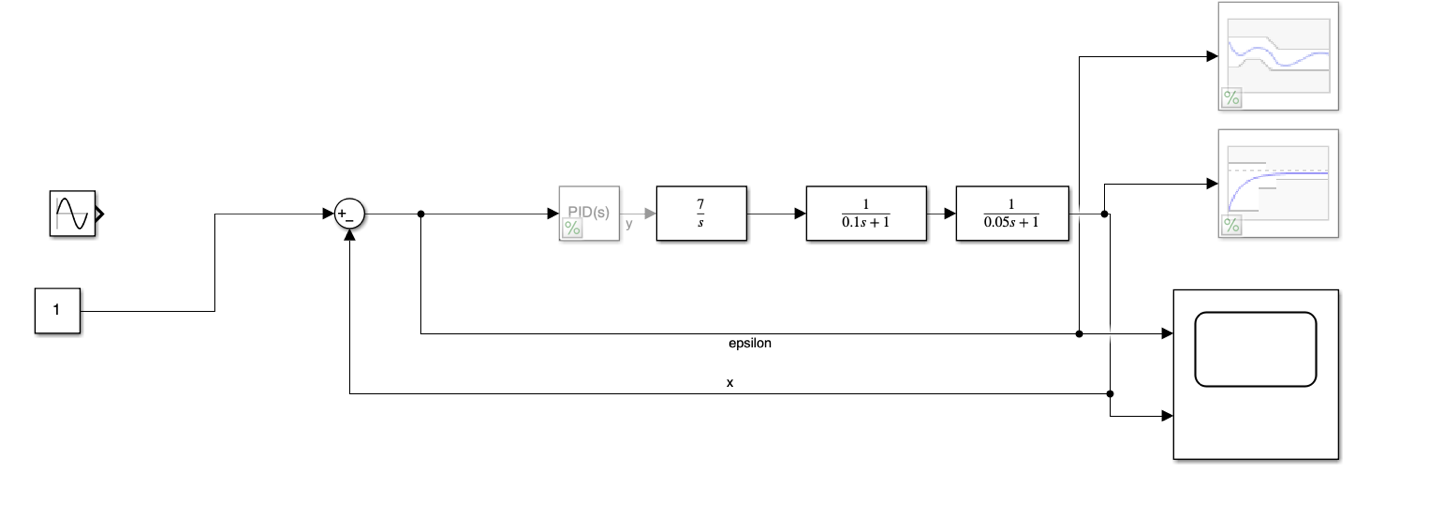 %
%
+
−
PID(s)
%
y
7
s
1
0.1s + 1
1
0.05s + 1
1
epsilon
x